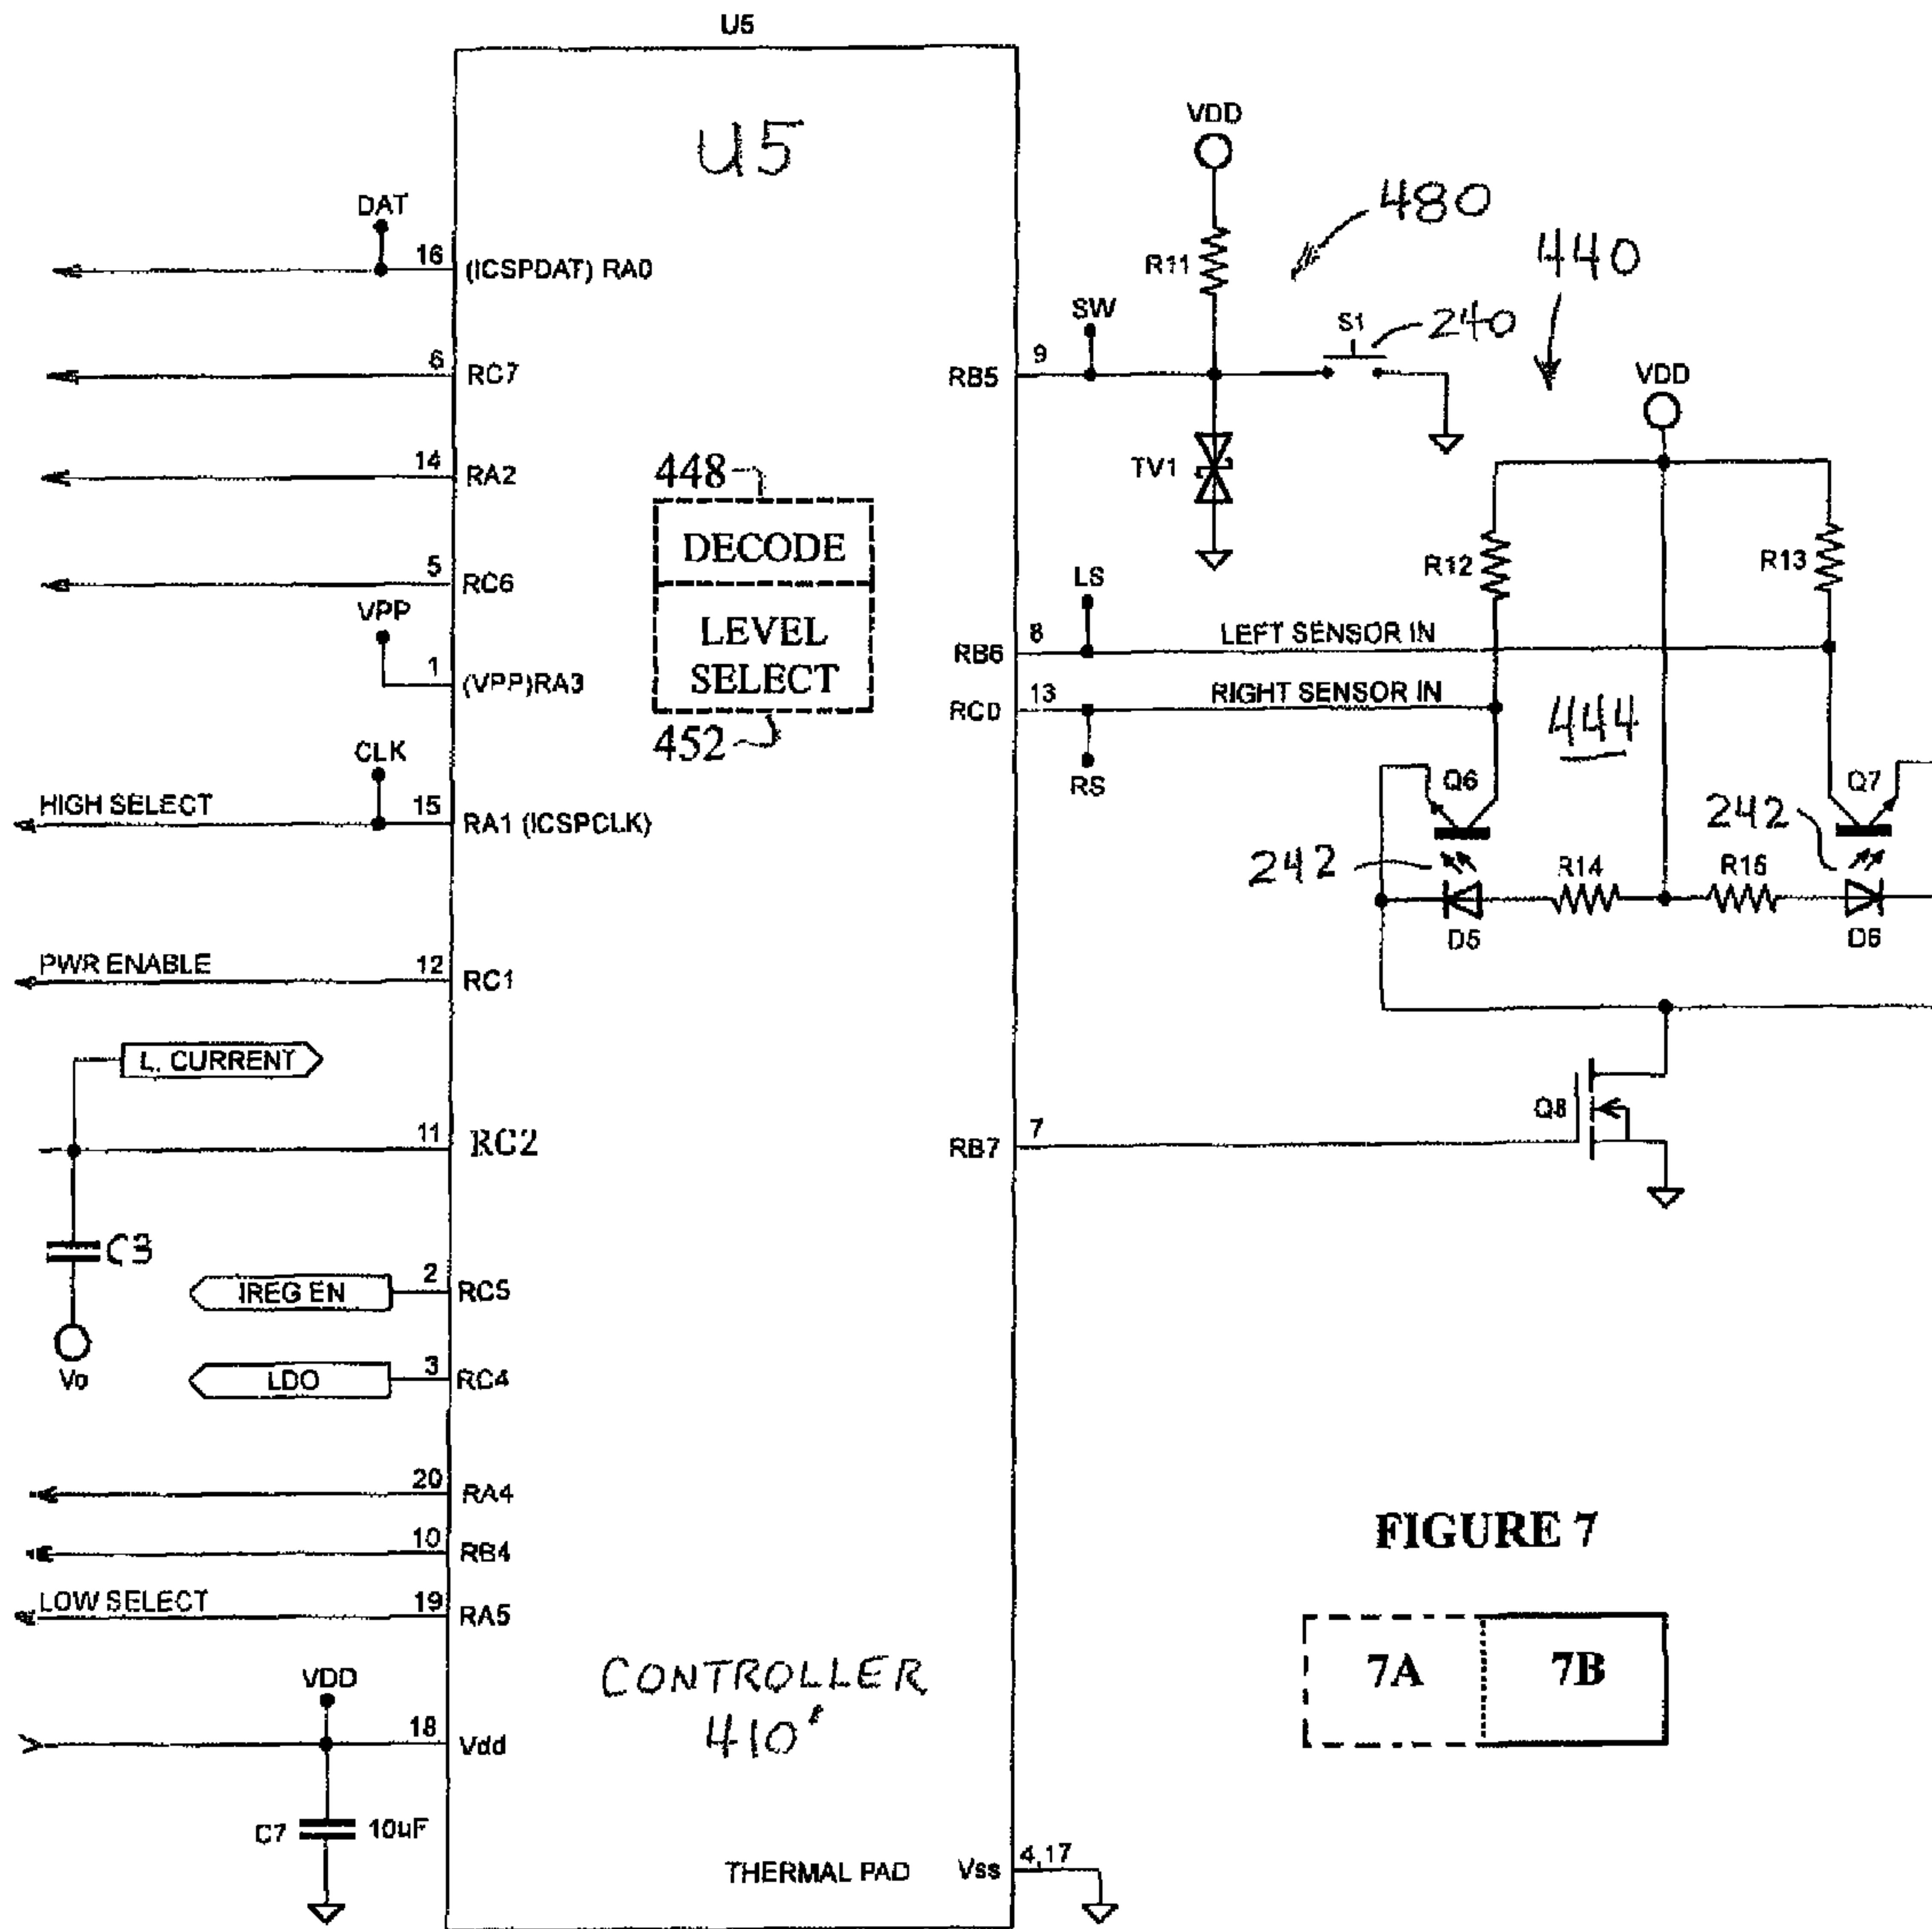 U5
U5
DAT
16
(ICSPDAT) RA0
6
RC7
14
RA2
5
RC6
VPP
1
(VPP)RA3
CLK
HIGH SELECT
15
RA1 (ICSPCLK)
PWR ENABLE
12
RC1
L. CURRENT
11
RC2
C3
Vo
IREG EN
2
RC5
LDO
3
RC4
20
RA4
10
RB4
LOW SELECT
19
RA5
VDD
18
Vdd
C7
10uF
448
DECODE
LEVEL
SELECT
452
CONTROLLER
410'
THERMAL PAD
Vss
4,17
VDD
R11
480
440
SW
S1
240
RB5
9
TV1
VDD
R12
R13
LS
RB6
8
LEFT SENSOR IN
RC0
13
RIGHT SENSOR IN
RS
444
Q6
Q7
242
242
R14
R15
D5
D6
Q8
RB7
7
FIGURE 7
7A
7B